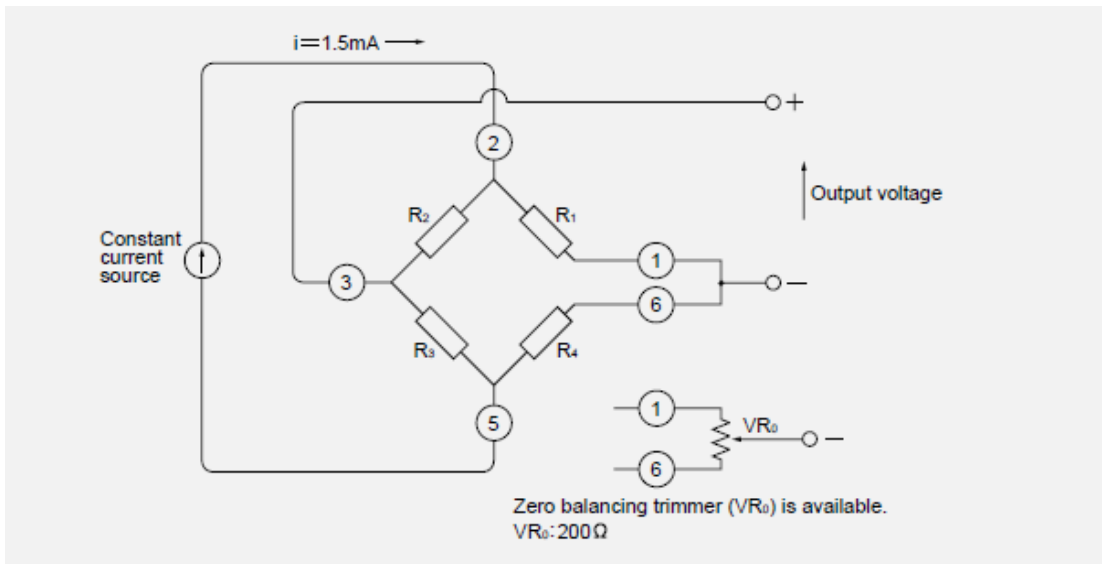 i=1.5mA
+
2
Output voltage
R₂
R₁
Constant
current
source
1
3
−
6
R₃
R₄
5
1
VR₀
−
6
Zero balancing trimmer (VR₀) is available.
VR₀:200Ω